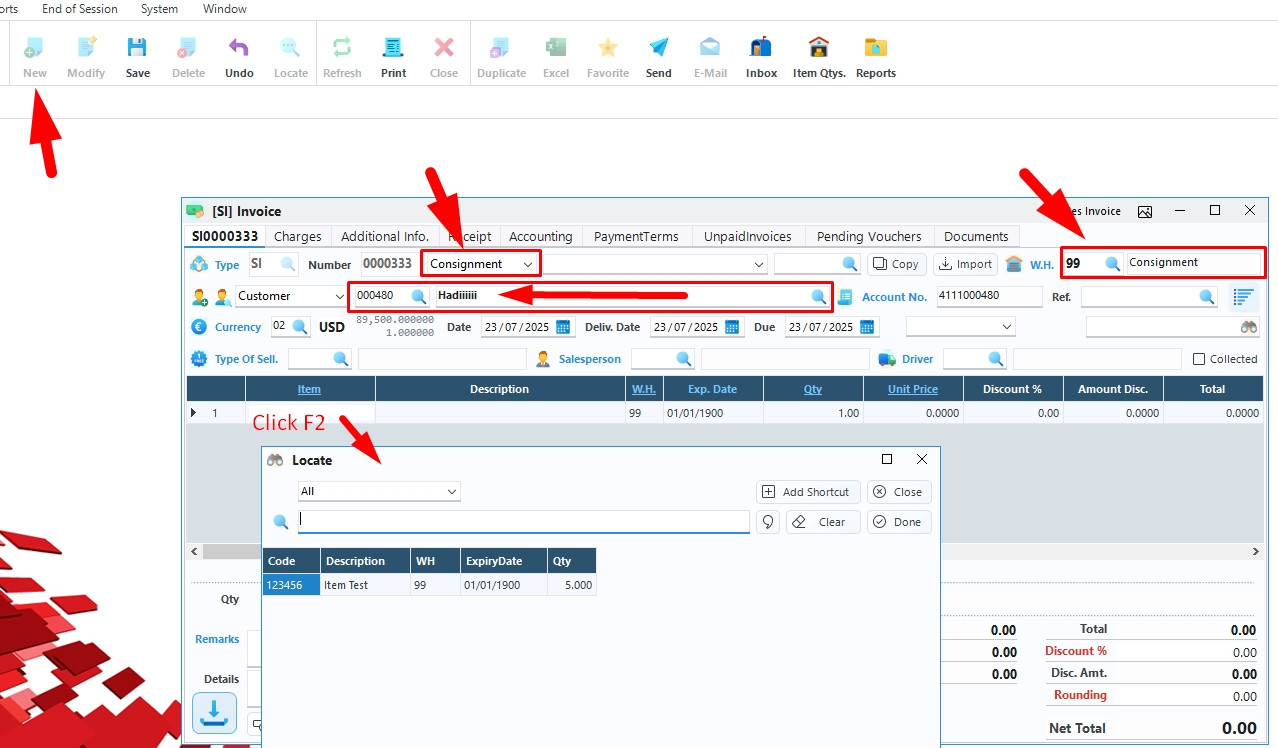 orts End of Session System Window
New Modify Save Delete Undo Locate Refresh Print Close Duplicate Excel Favorite Send E-Mail Inbox Item Qtys. Reports
[SI] Invoice
es Invoice
SI0000333 Charges Additional Info. Receipt Accounting PaymentTerms UnpaidInvoices Pending Vouchers Documents
Type SI Number 0000333 Consignment Copy Import W.H. 99 Consignment
Customer 000480 Hadiiiiii Account No. 4111000480 Ref.
Currency 02 USD 89,500.000000 Date 23/07/2025 Deliv. Date 23/07/2025 Due 23/07/2025
1.000000
Type Of Sell. Salesperson Driver Collected
Item Description W.H. Exp. Date Qty Unit Price Discount % Amount Disc. Total
1 99 01/01/1900 1.00 0.0000 0.00 0.0000 0.0000
Click F2
Locate
All Add Shortcut Close
Clear Done
Code Description WH ExpiryDate Qty
123456 Item Test 99 01/01/1900 5.000
Qty
Remarks
Details
0.00 Total 0.00
0.00 Discount % 0.00
0.00 Disc. Amt. 0.00
Rounding 0.00
Net Total 0.00